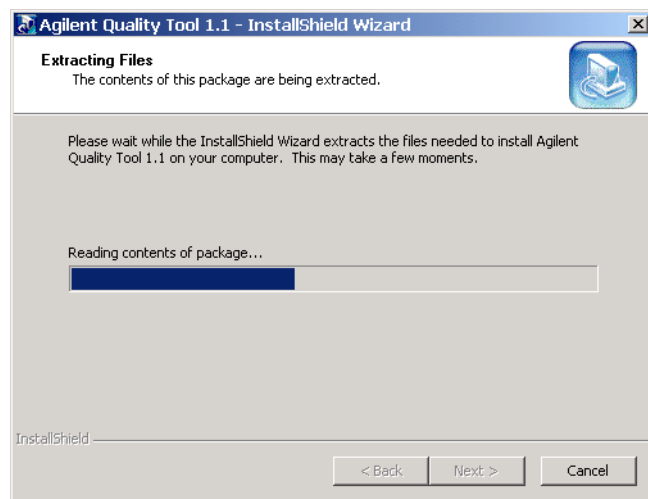 Agilent Quality Tool 1.1 - InstallShield Wizard
Extracting Files
The contents of this package are being extracted.
Please wait while the InstallShield Wizard extracts the files needed to install Agilent
Quality Tool 1.1 on your computer.  This may take a few moments.
Reading contents of package...
InstallShield
< Back
Next >
Cancel